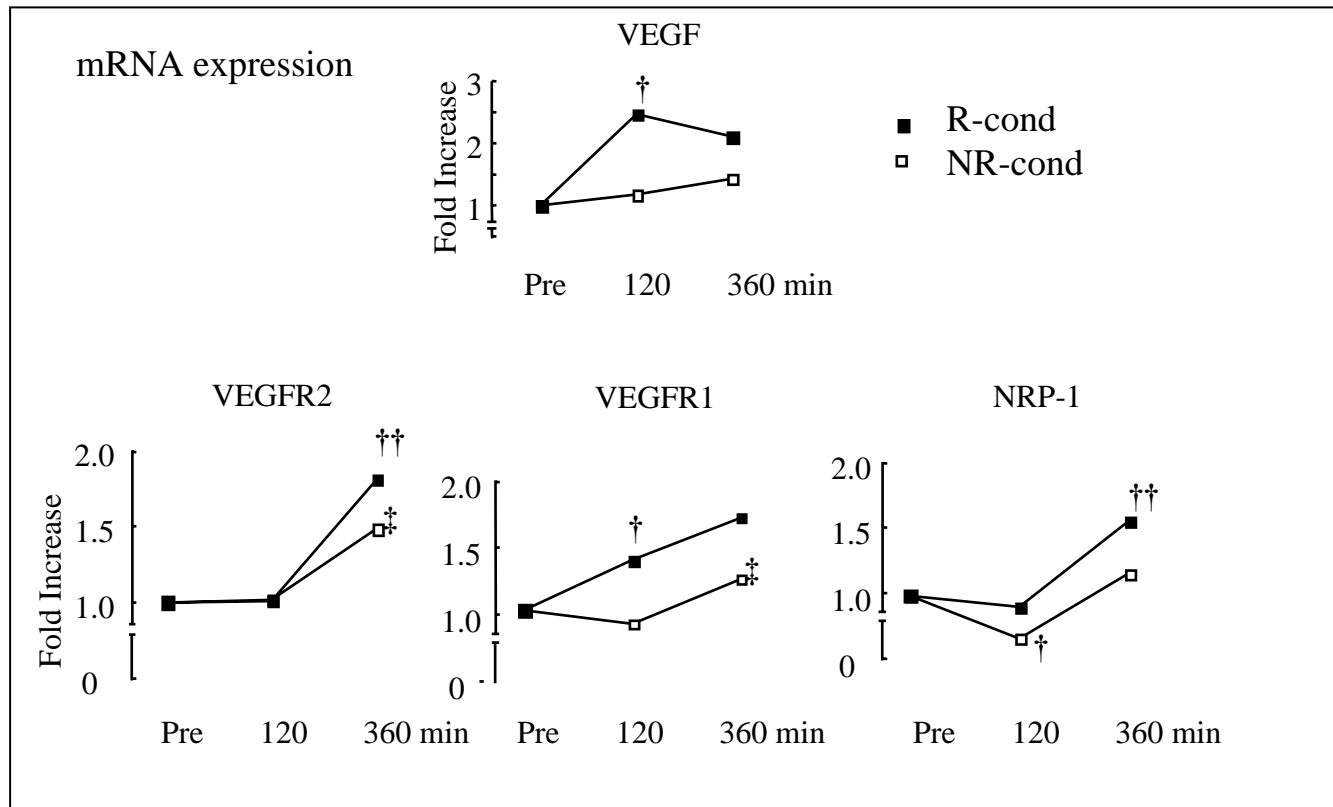 mRNA expression
VEGF
Fold Increase
3
2
1
†
Pre 120 360 min
R-cond
NR-cond
VEGFR2
Fold Increase
2.0
1.5
1.0
0
††
‡
Pre 120 360 min
VEGFR1
2.0
1.5
1.0
0
†
‡
Pre 120 360 min
NRP-1
2.0
1.5
1.0
0
††
†
Pre 120 360 min